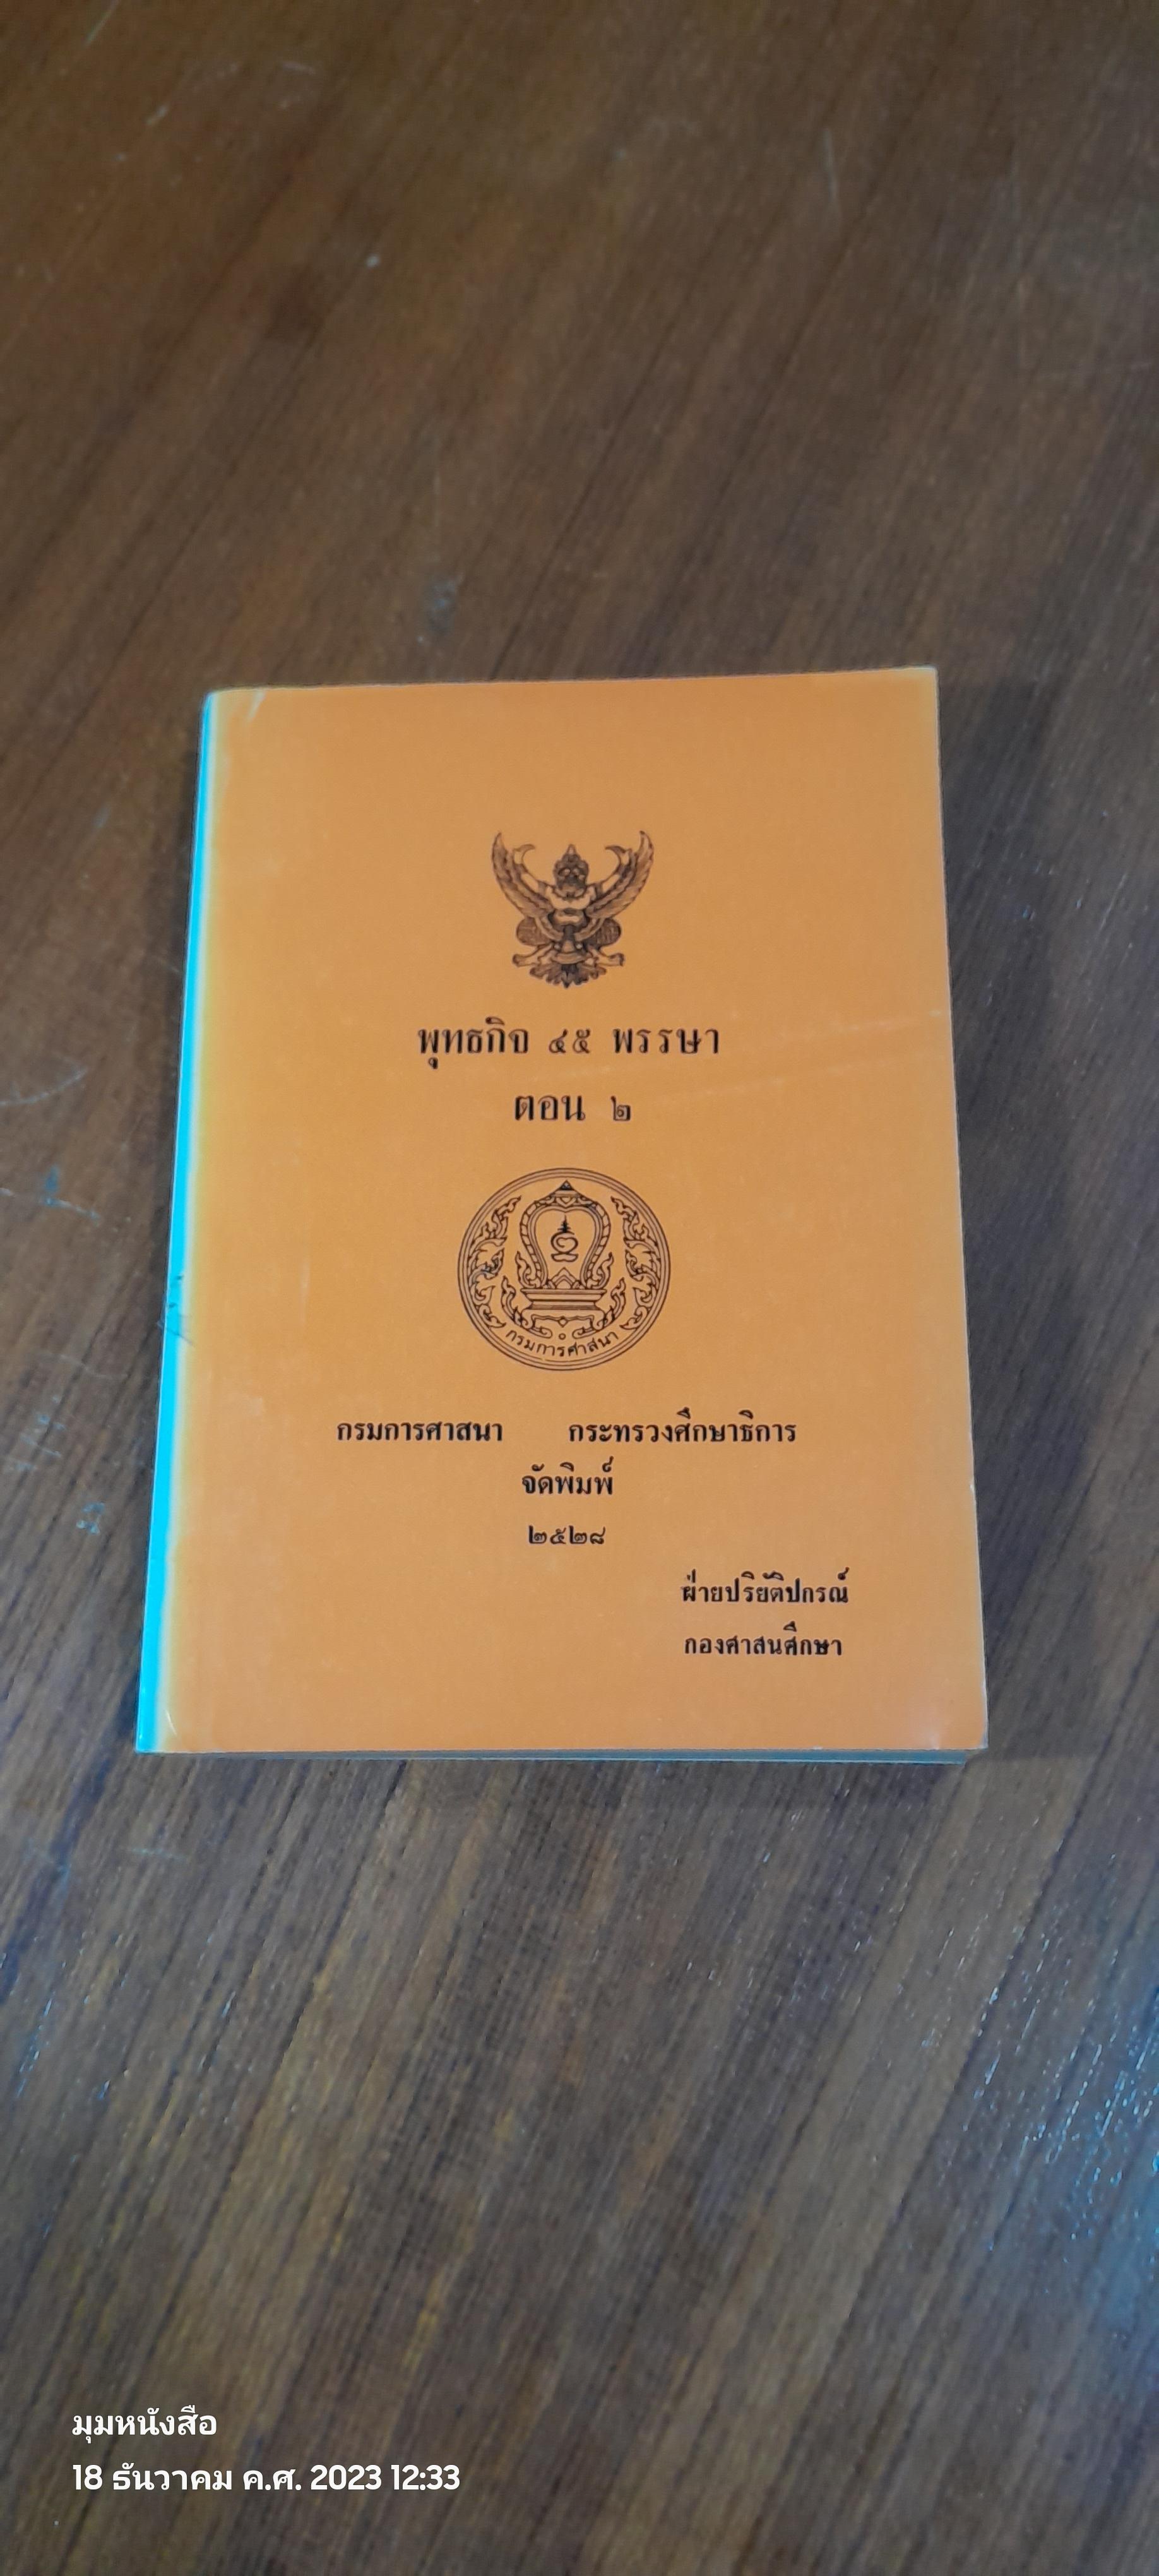 พุทธกิจ ๔๕ พรรษา
ตอน ๒
กรมการศาสนา
กรมการศาสนา กระทรวงศึกษาธิการ
จัดพิมพ์
๒๕๒๘
ฝ่ายปริยัติปกรณ์
กองศาสนศึกษา
มุมหนังสือ
18 ธันวาคม ค.ศ. 2023 12:33